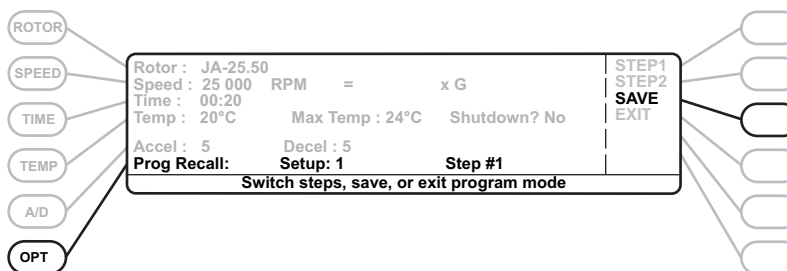 ROTOR
SPEED
TIME
TEMP
A/D
OPT
Rotor : JA-25.50
Speed : 25 000 RPM = x G
Time : 00:20
Temp : 20°C Max Temp : 24°C Shutdown? No
Accel : 5 Decel : 5
Prog Recall: Setup: 1 Step #1
Switch steps, save, or exit program mode
STEP1
STEP2
SAVE
EXIT